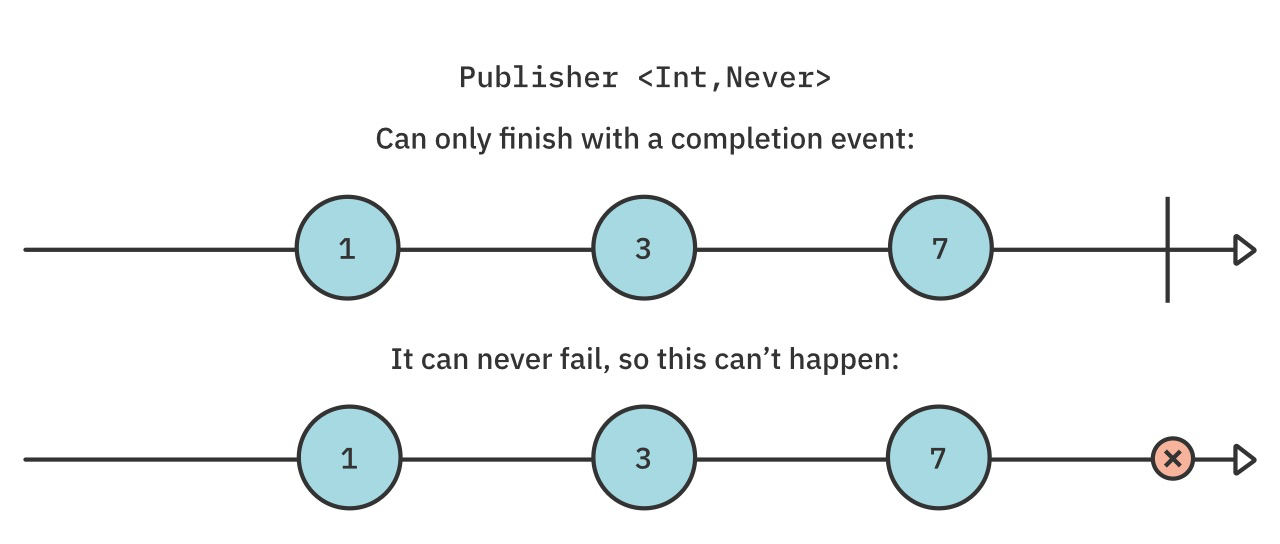 Publisher <Int,Never>
Can only finish with a completion event:
1 3 7
It can never fail, so this can’t happen:
1 3 7